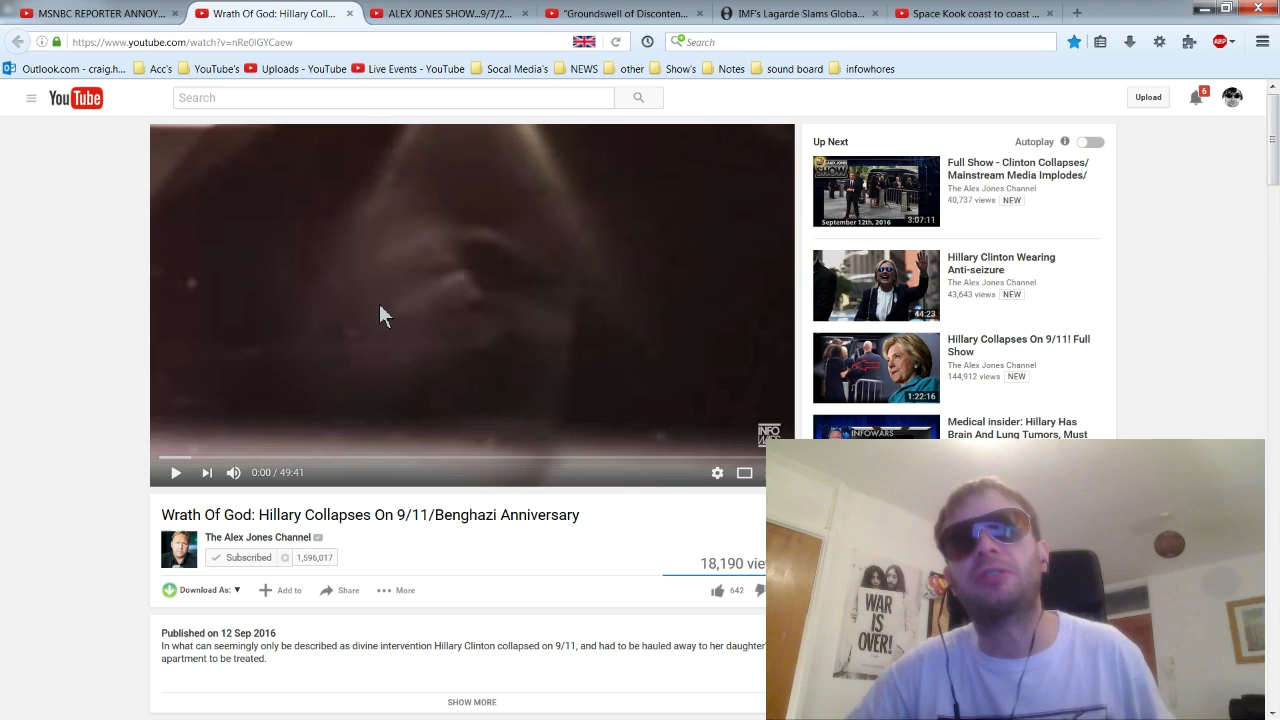 MSNBC REPORTER ANNOY...
Wrath Of God: Hillary Coll...
ALEX JONES SHOW...9/7/2...
"Groundswell of Disconten...
IMF's Lagarde Slams Globa...
Space Kook coast to coast ...
https://www.youtube.com/watch?v=nRe0lGYCaew
Search
ABP
Outlook.com - craig.h...
Acc's
YouTube's
Uploads - YouTube
Live Events - YouTube
Socal Media's
NEWS
other
Show's
Notes
sound board
infowhores
YouTube
Search
Upload
6
Up Next
Autoplay
Full Show - Clinton Collapses/
Mainstream Media Implodes/
The Alex Jones Channel
40,737 views NEW
September 12th, 2016
3:07:11
Hillary Clinton Wearing
Anti-seizure
The Alex Jones Channel
43,643 views NEW
44:23
Hillary Collapses On 9/11! Full
Show
The Alex Jones Channel
144,912 views NEW
1:22:16
Medical insider: Hillary Has
Brain And Lung Tumors, Must
INFOWARS
INFO
WARS
0:00 / 49:41
Wrath Of God: Hillary Collapses On 9/11/Benghazi Anniversary
The Alex Jones Channel
Subscribed
1,596,017
18,190
Download As: ▼
Add to
Share
More
642
Published on 12 Sep 2016
In what can seemingly only be described as divine intervention Hillary Clinton collapsed on 9/11, and had to be hauled away to her daughter'
apartment to be treated.
SHOW MORE
WAR
IS
OVER!